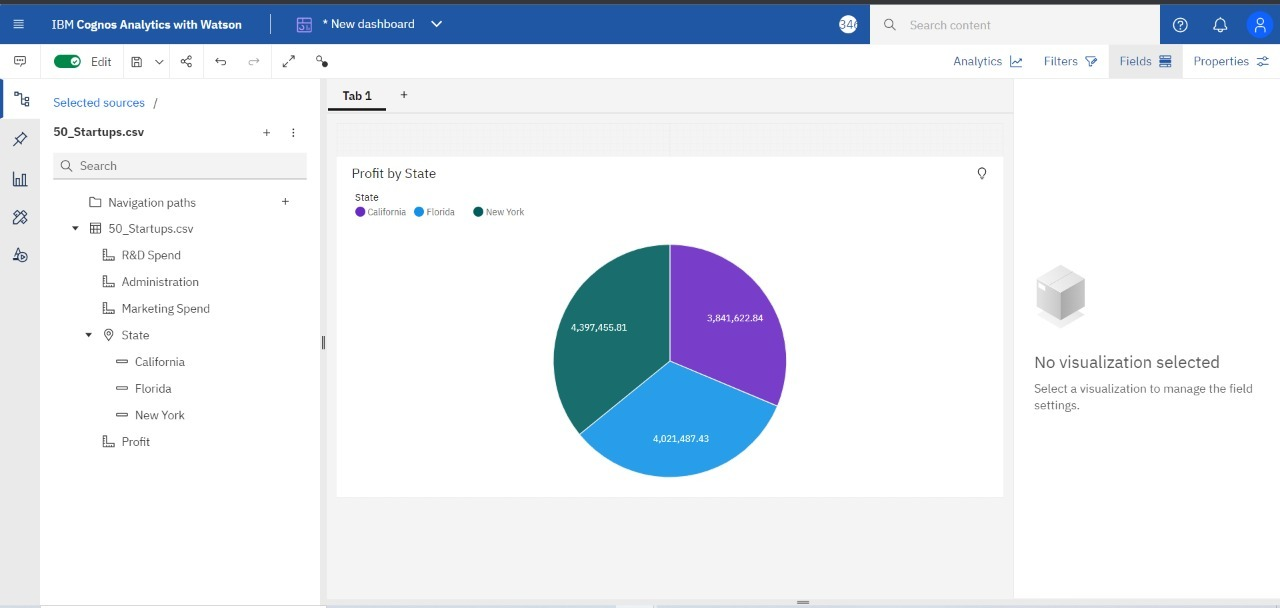 IBM Cognos Analytics with Watson
* New dashboard
Search content
Edit
Analytics
Filters
Fields
Properties
Selected sources /
50_Startups.csv
Search
Navigation paths
50_Startups.csv
R&D Spend
Administration
Marketing Spend
State
California
Florida
New York
Profit
Tab 1
Profit by State
State
California Florida New York
4,397,455.81
3,841,622.84
4,021,487.43
No visualization selected
Select a visualization to manage the field
settings.